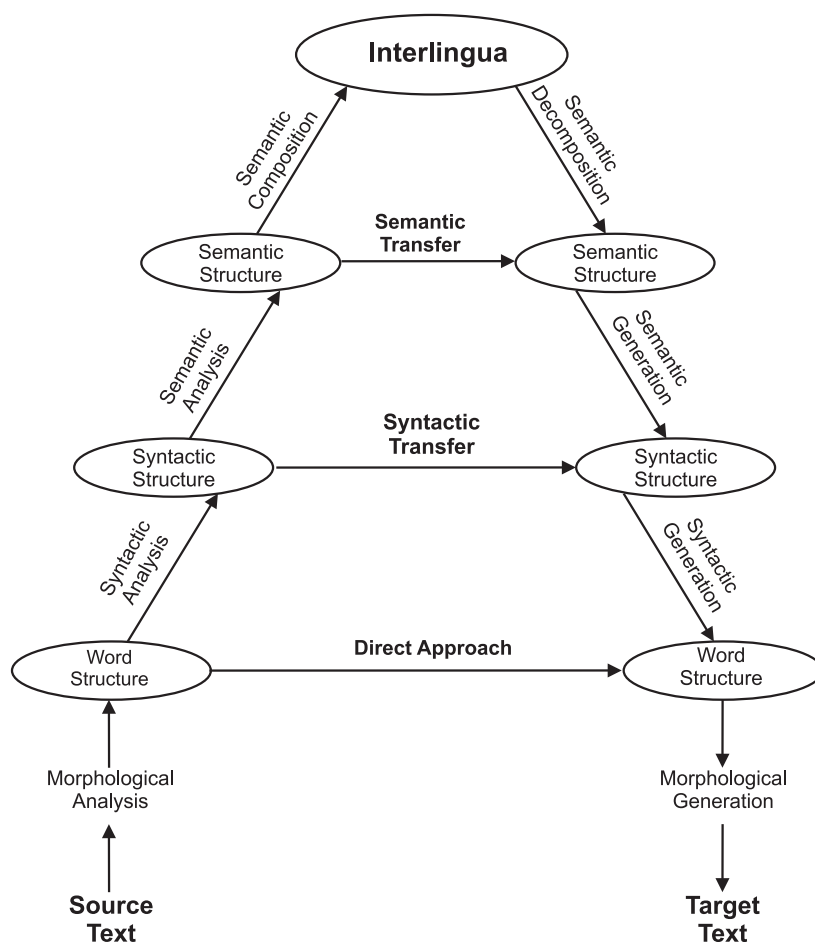 Interlingua
Semantic
Composition
Semantic
Decomposition
Semantic
Transfer
Semantic
Structure
Semantic
Structure
Semantic
Analysis
Semantic
Generation
Syntactic
Transfer
Syntactic
Structure
Syntactic
Structure
Syntactic
Analysis
Syntactic
Generation
Direct Approach
Word
Structure
Word
Structure
Morphological
Analysis
Morphological
Generation
Source
Text
Target
Text